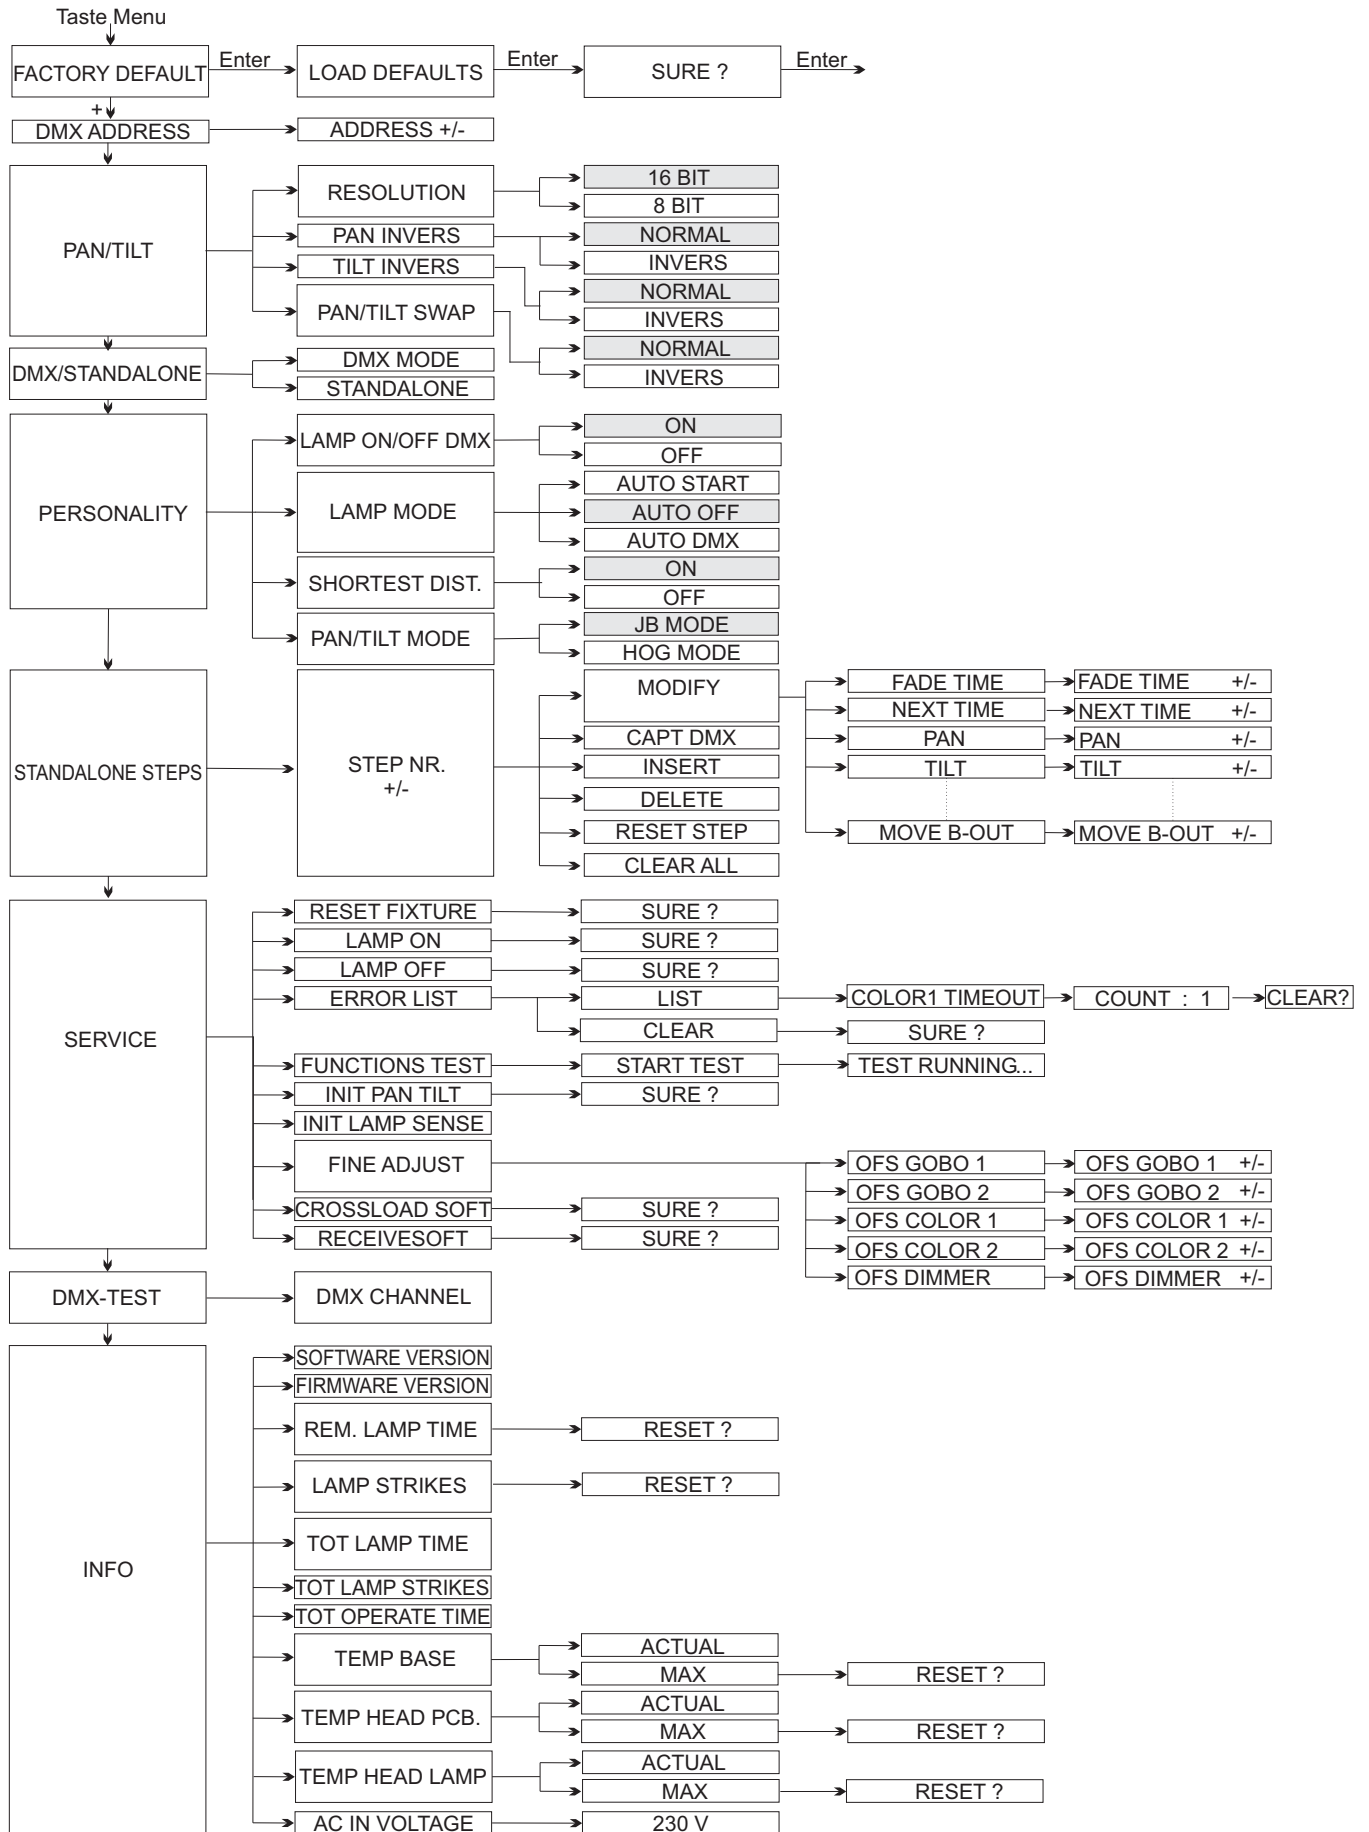 Taste Menu
FACTORY DEFAULT Enter LOAD DEFAULTS Enter SURE ? Enter
+
DMX ADDRESS ADDRESS +/-
PAN/TILT
RESOLUTION
16 BIT
8 BIT
PAN INVERS
NORMAL
INVERS
TILT INVERS
NORMAL
INVERS
PAN/TILT SWAP
NORMAL
INVERS
DMX/STANDALONE
DMX MODE
STANDALONE
PERSONALITY
LAMP ON/OFF DMX
ON
OFF
LAMP MODE
AUTO START
AUTO OFF
AUTO DMX
SHORTEST DIST.
ON
OFF
PAN/TILT MODE
JB MODE
HOG MODE
STANDALONE STEPS
STEP NR.
+/-
MODIFY
FADE TIME FADE TIME +/-
NEXT TIME NEXT TIME +/-
PAN PAN +/-
TILT TILT +/-
MOVE B-OUT MOVE B-OUT +/-
CAPT DMX
INSERT
DELETE
RESET STEP
CLEAR ALL
SERVICE
RESET FIXTURE SURE ?
LAMP ON SURE ?
LAMP OFF SURE ?
ERROR LIST LIST COLOR1 TIMEOUT COUNT : 1 CLEAR?
CLEAR SURE ?
FUNCTIONS TEST START TEST TEST RUNNING...
INIT PAN TILT SURE ?
INIT LAMP SENSE
FINE ADJUST
OFS GOBO 1 OFS GOBO 1 +/-
OFS GOBO 2 OFS GOBO 2 +/-
OFS COLOR 1 OFS COLOR 1 +/-
OFS COLOR 2 OFS COLOR 2 +/-
OFS DIMMER OFS DIMMER +/-
CROSSLOAD SOFT SURE ?
RECEIVESOFT SURE ?
DMX-TEST DMX CHANNEL
INFO
SOFTWARE VERSION
FIRMWARE VERSION
REM. LAMP TIME RESET ?
LAMP STRIKES RESET ?
TOT LAMP TIME
TOT LAMP STRIKES
TOT OPERATE TIME
TEMP BASE
ACTUAL
MAX RESET ?
TEMP HEAD PCB.
ACTUAL
MAX RESET ?
TEMP HEAD LAMP
ACTUAL
MAX RESET ?
AC IN VOLTAGE 230 V